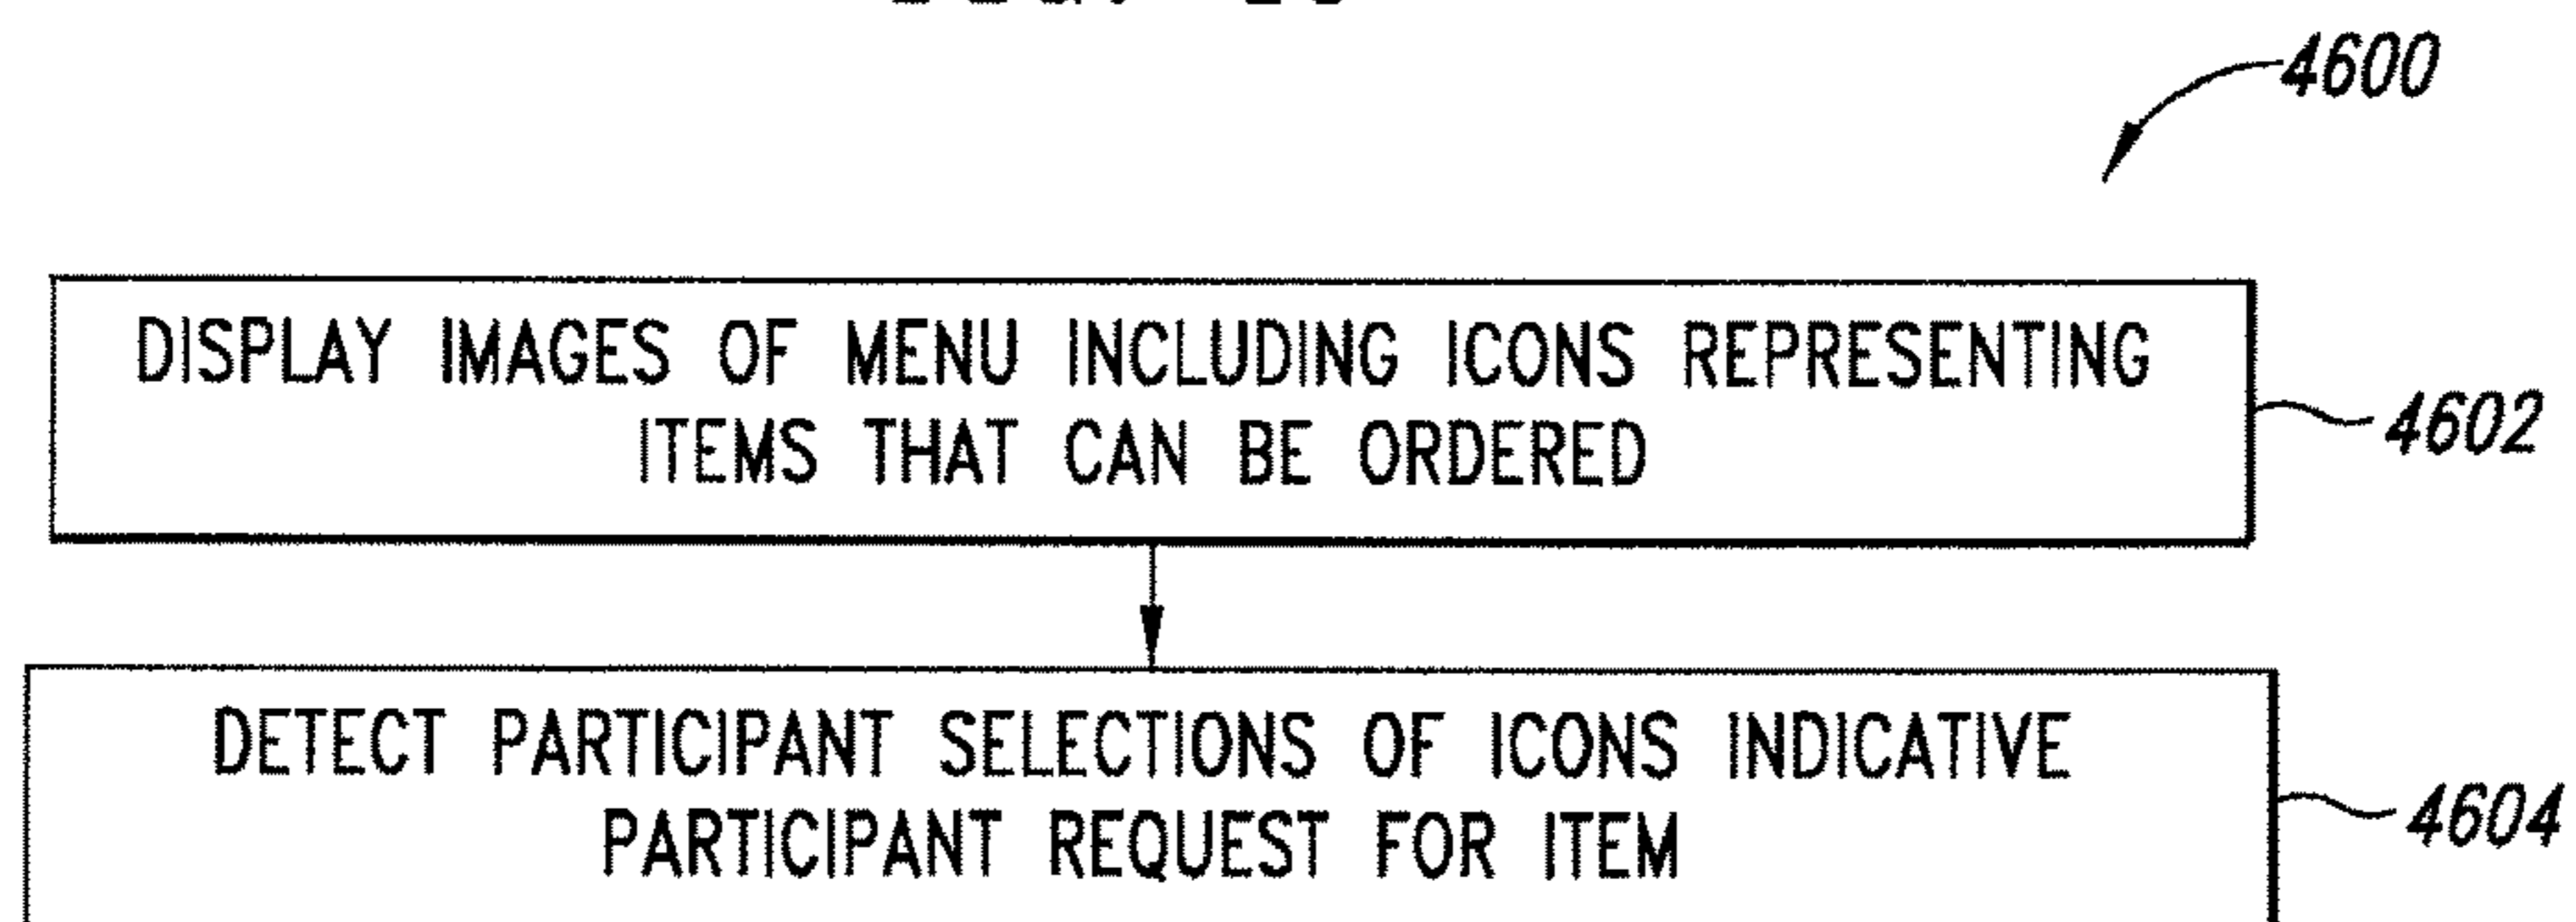 4600
DISPLAY IMAGES OF MENU INCLUDING ICONS REPRESENTING
ITEMS THAT CAN BE ORDERED
4602
DETECT PARTICIPANT SELECTIONS OF ICONS INDICATIVE
PARTICIPANT REQUEST FOR ITEM
4604